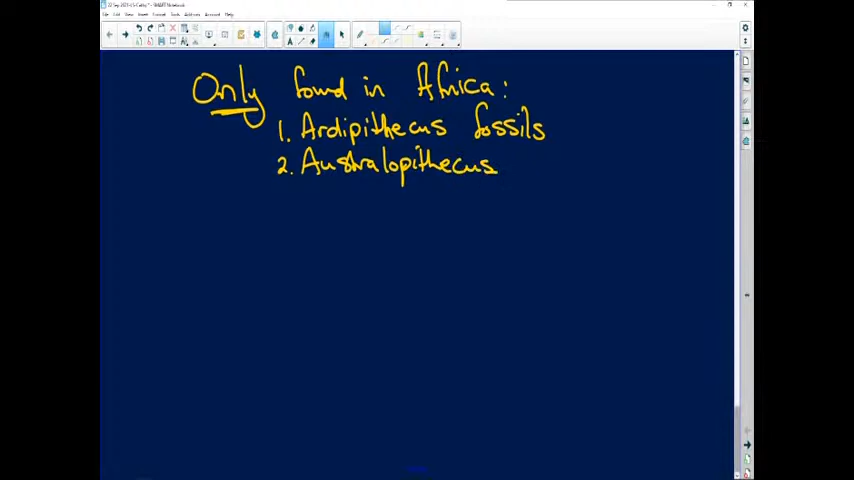 Only found in Africa:
1. Ardipithecus fossils
2. Australopithecus